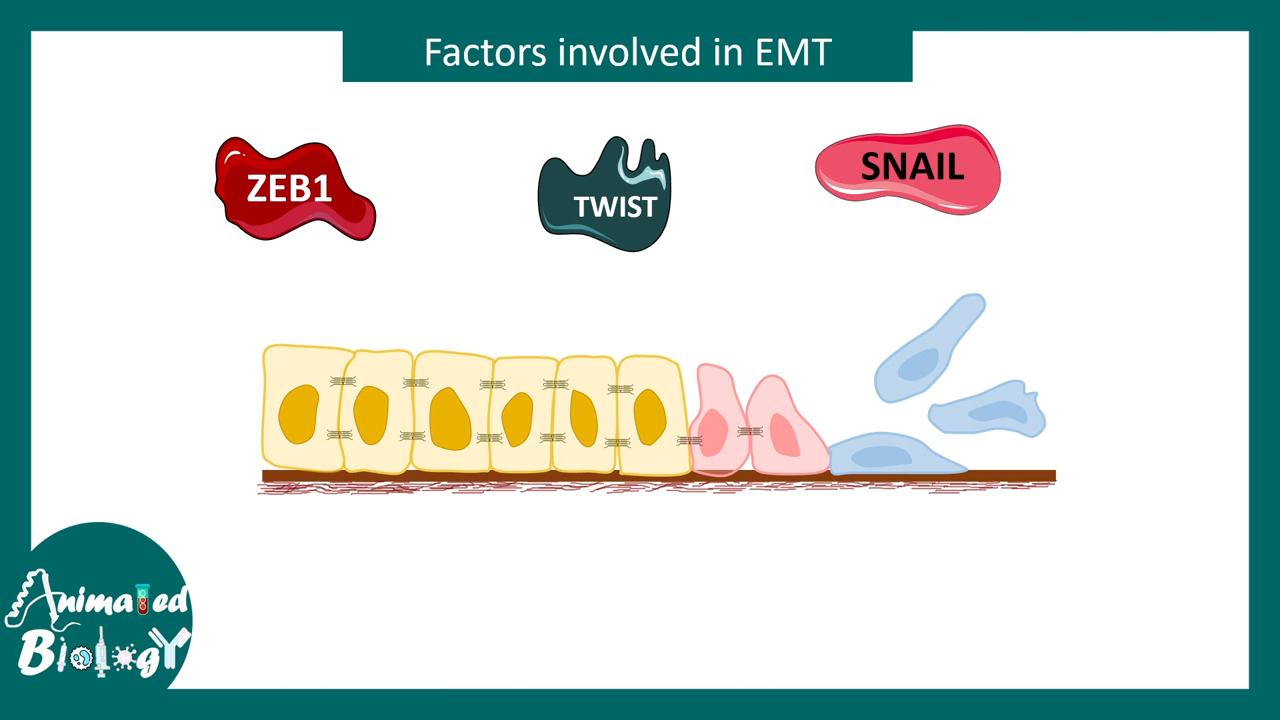 Factors involved in EMT
ZEB1
TWIST
SNAIL
Animated
Biology